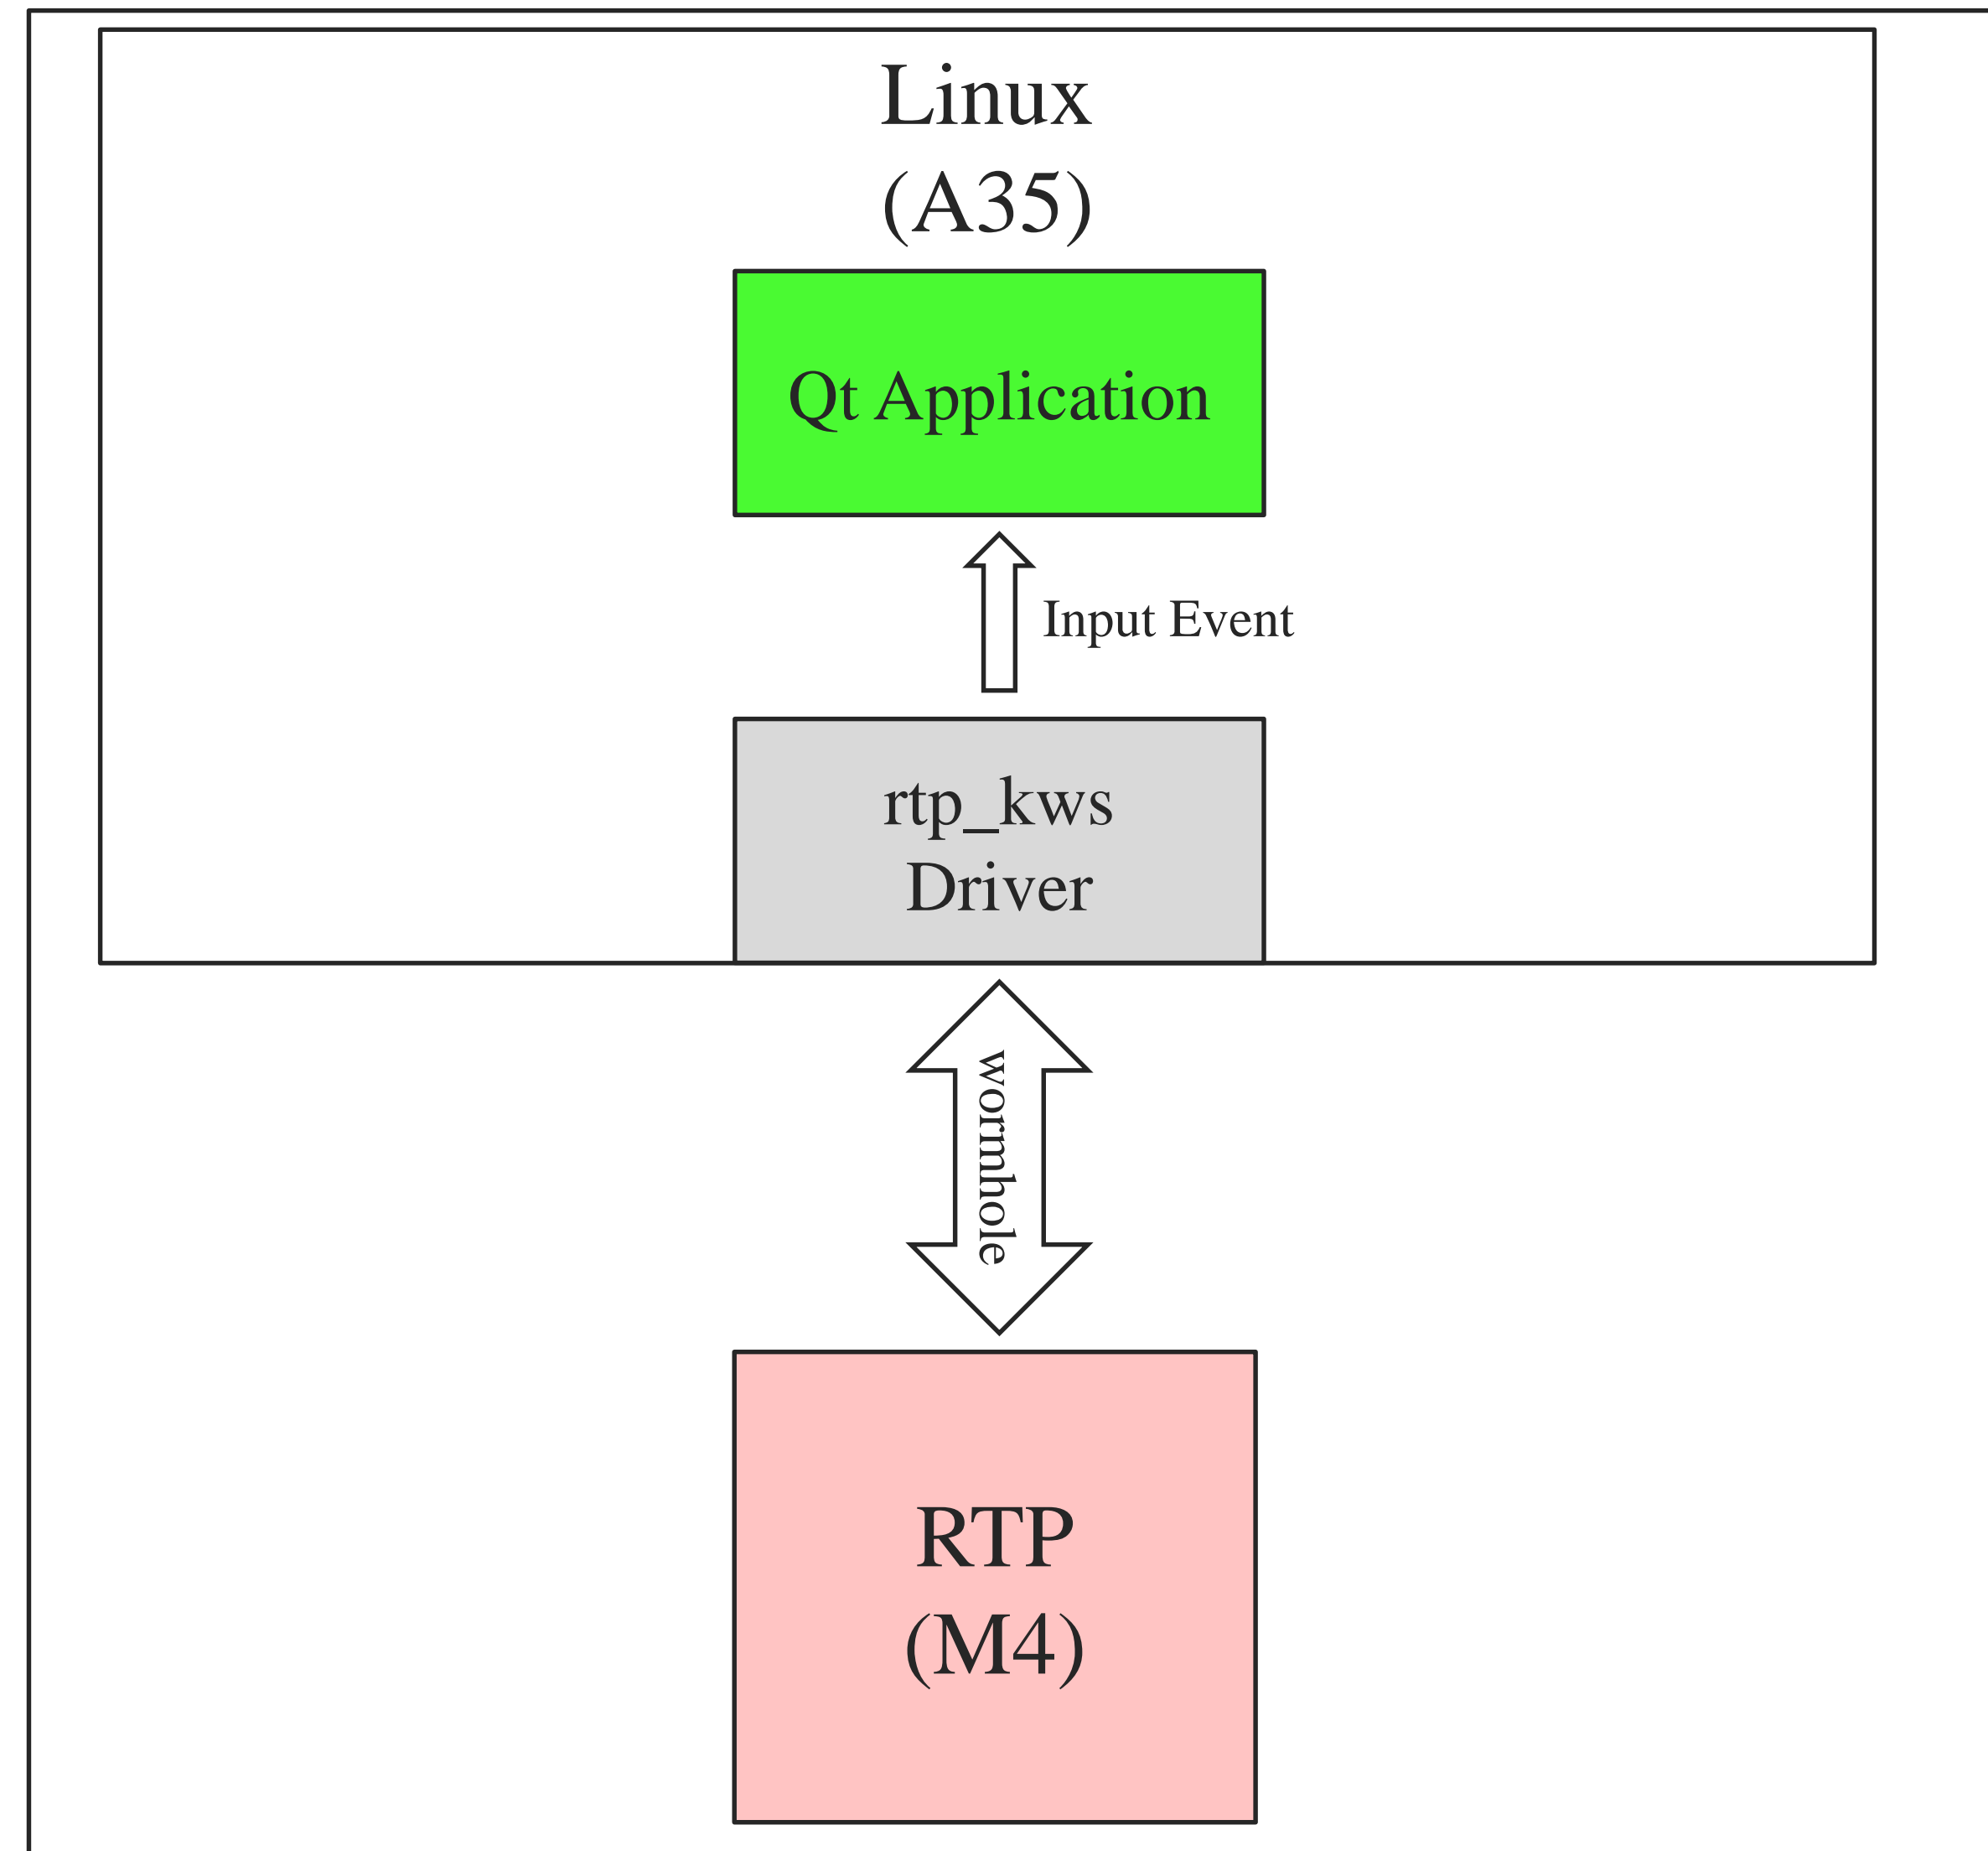 Linux
(A35)
Qt Application
Input Event
rtp_kws
Driver
wormhole
RTP
(M4)